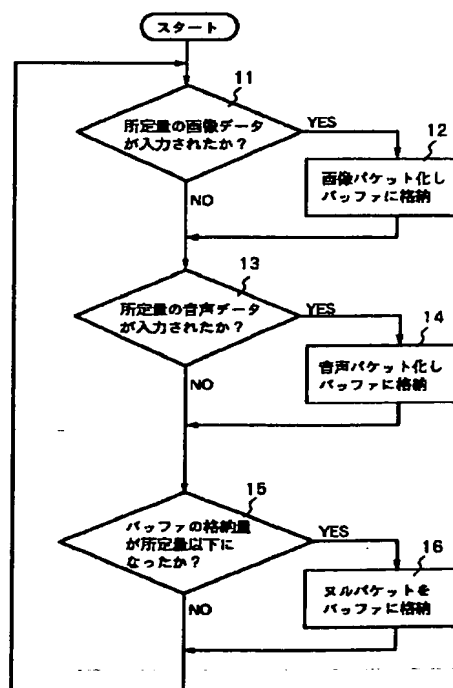 スタート
11
所定量の画像データ
が入力されたか？
YES
12
画像パケット化し
バッファに格納
NO
13
所定量の音声データ
が入力されたか？
YES
14
音声パケット化し
バッファに格納
NO
15
バッファの格納量
が所定量以下に
なったか？
YES
16
ヌルパケットを
バッファに格納
NO